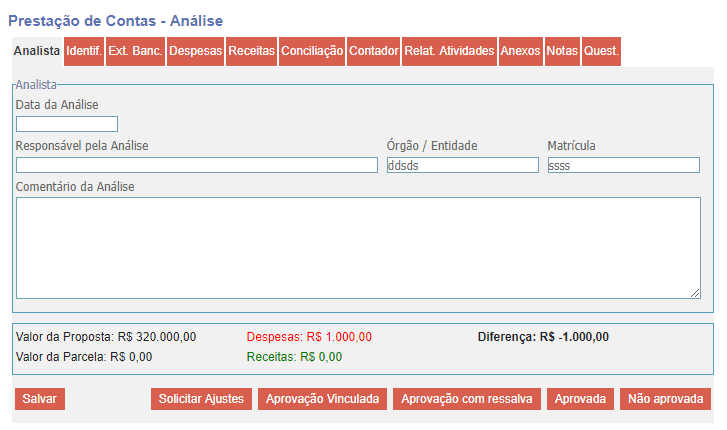 Prestação de Contas - Análise
Analista Identif. Ext. Banc. Despesas Receitas Conciliação Contador Relat. Atividades Anexos Notas Quest.
Analista
Data da Análise
Responsável pela Análise Órgão / Entidade Matrícula
ddsds ssss
Comentário da Análise
Valor da Proposta: R$ 320.000,00 Despesas: R$ 1.000,00 Diferença: R$ -1.000,00
Valor da Parcela: R$ 0,00 Receitas: R$ 0,00
Salvar Solicitar Ajustes Aprovação Vinculada Aprovação com ressalva Aprovada Não aprovada